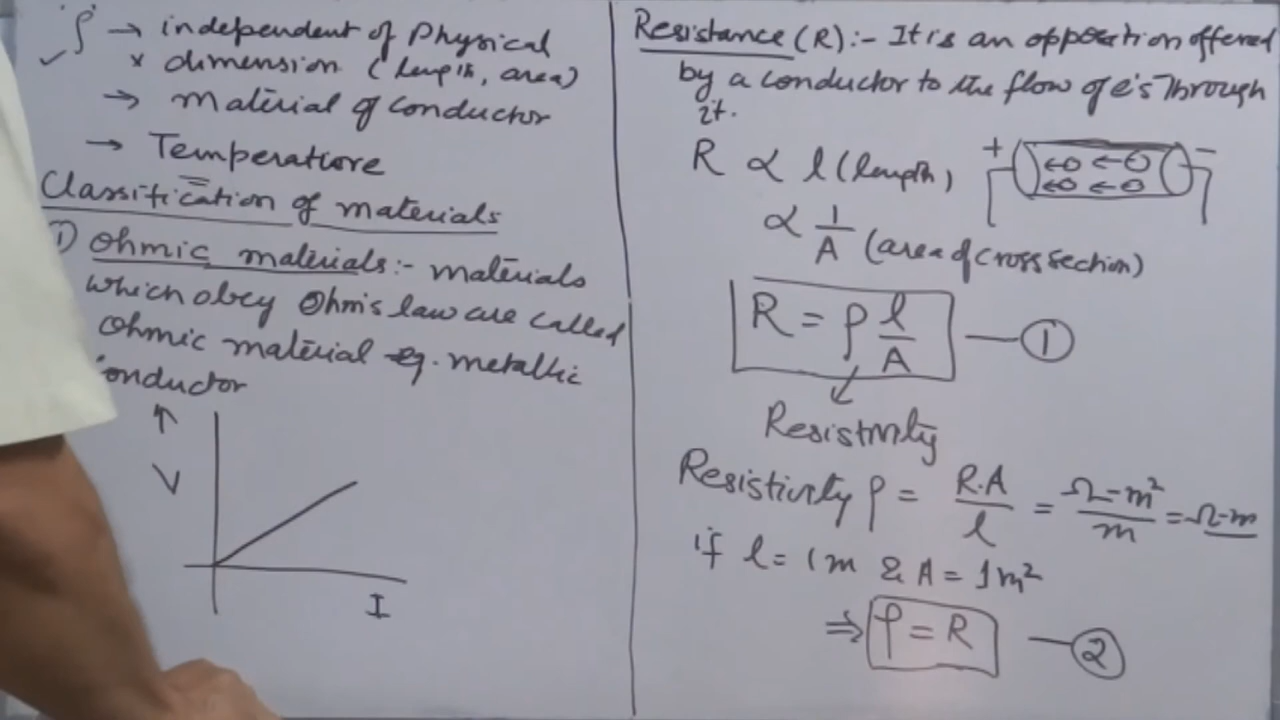 ρ → independent of Physical
x dimension (length, area)
→ material of conductor
→ Temperature
Classification of materials
① Ohmic materials:- materials
which obey Ohm's law are called
Ohmic material eg. metallic
onductor
↑
V
I
Resistance (R):- It is an oppostion offered
by a conductor to the flow of e's Through
it.
R ∝ l (length)
+ -
∝ 1/A (area of cross section)
R = ρ l/A — ①
Resistivity
Resistivity ρ = R.A/l = Ω-m²/m = Ω-m
if l = 1m & A = 1m²
⇒ ρ = R — ②